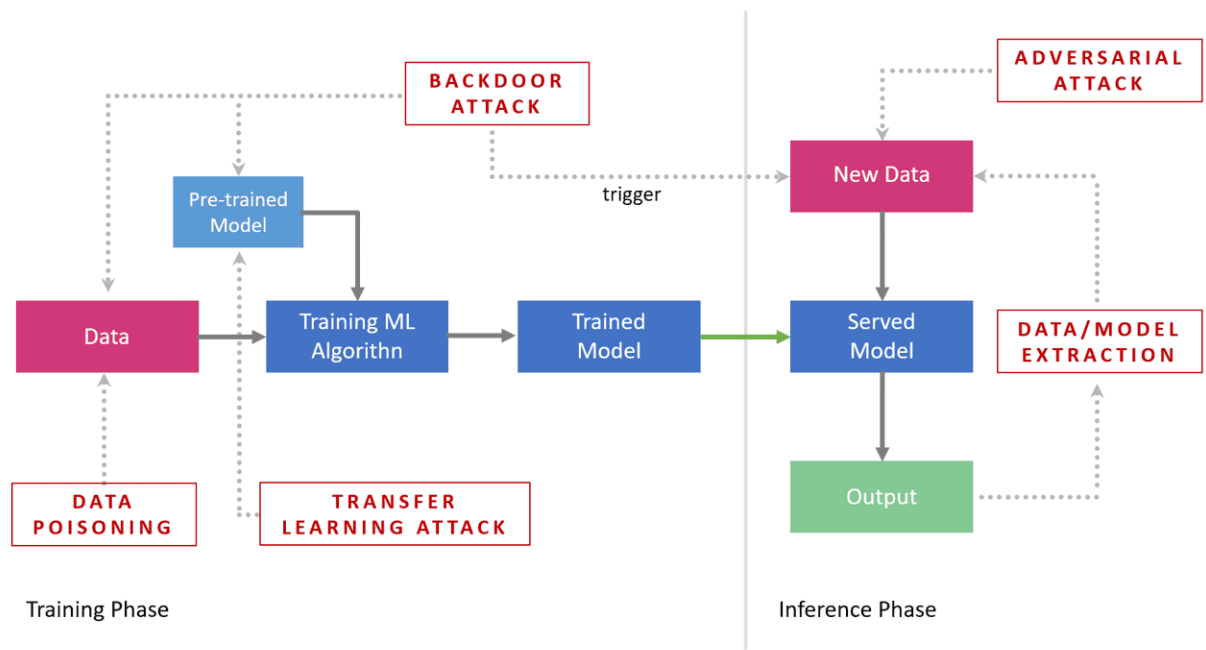 BACKDOOR
ATTACK
ADVERSARIAL
ATTACK
Pre-trained
Model
trigger
New Data
Data
Training ML
Algorithn
Trained
Model
Served
Model
DATA/MODEL
EXTRACTION
DATA
POISONING
TRANSFER
LEARNING ATTACK
Output
Training Phase
Inference Phase